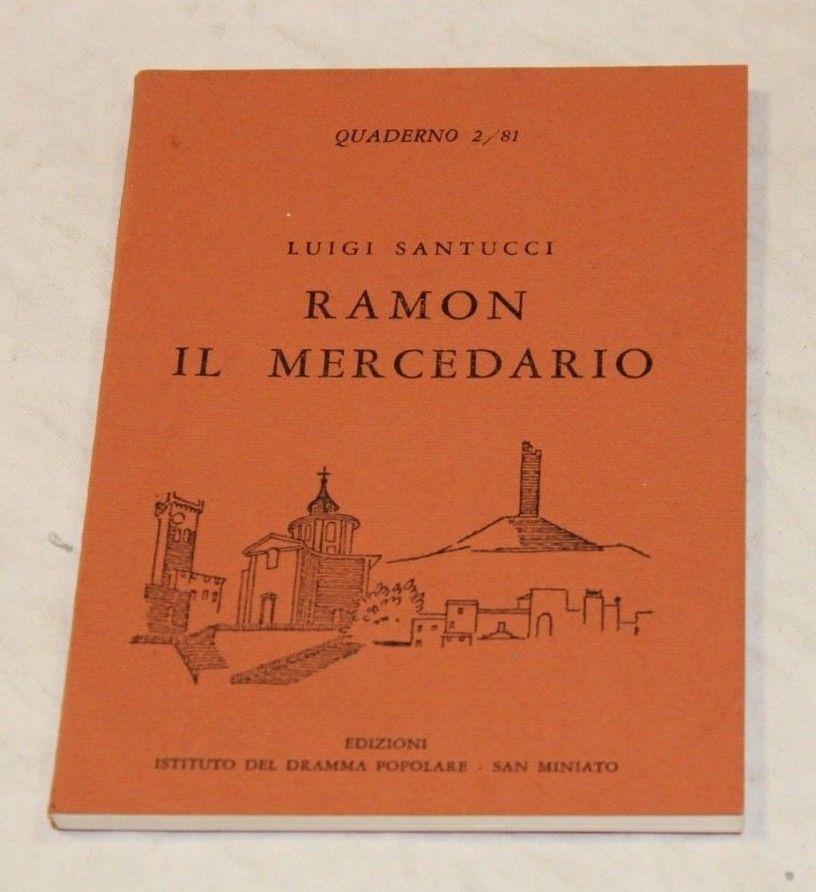 QUADERNO 2/81
LUIGI SANTUCCI
RAMON
IL MERCEDARIO
EDIZIONI
ISTITUTO DEL DRAMMA POPOLARE - SAN MINIATO